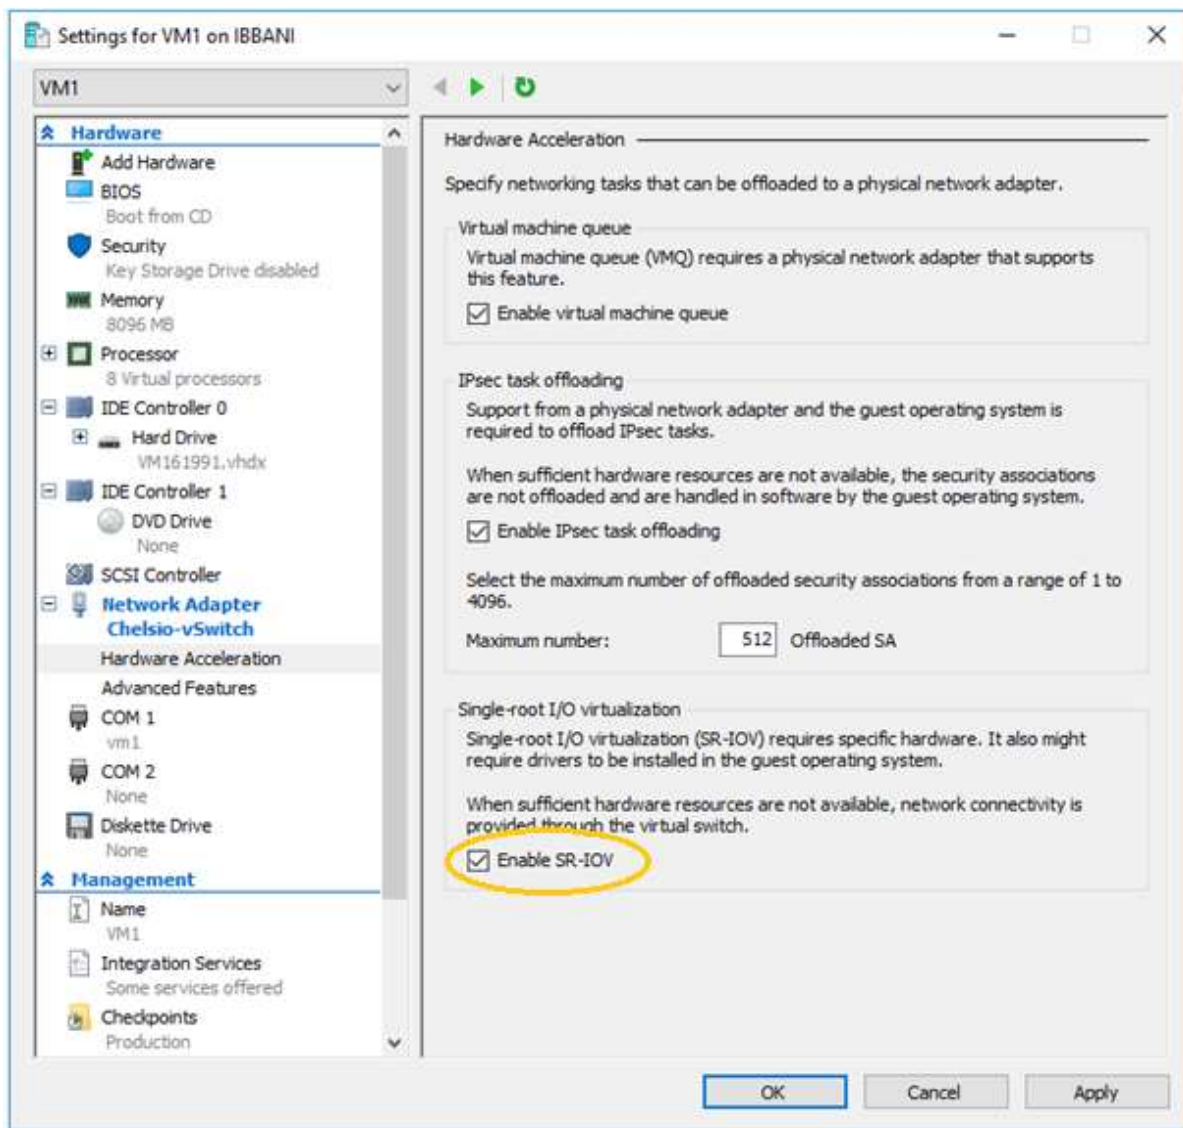 Settings for VM1 on IBBANI
VM1
Hardware
Add Hardware
BIOS
Boot from CD
Security
Key Storage Drive disabled
Memory
8096 MB
Processor
8 Virtual processors
IDE Controller 0
Hard Drive
VM161991.vhdx
IDE Controller 1
DVD Drive
None
SCSI Controller
Network Adapter
Chelsio-vSwitch
Hardware Acceleration
Advanced Features
COM 1
vm1
COM 2
None
Diskette Drive
None
Management
Name
VM1
Integration Services
Some services offered
Checkpoints
Production
Hardware Acceleration
Specify networking tasks that can be offloaded to a physical network adapter.
Virtual machine queue
Virtual machine queue (VMQ) requires a physical network adapter that supports
this feature.
Enable virtual machine queue
IPsec task offloading
Support from a physical network adapter and the guest operating system is
required to offload IPsec tasks.
When sufficient hardware resources are not available, the security associations
are not offloaded and are handled in software by the guest operating system.
Enable IPsec task offloading
Select the maximum number of offloaded security associations from a range of 1 to
4096.
Maximum number: 512 Offloaded SA
Single-root I/O virtualization
Single-root I/O virtualization (SR-IOV) requires specific hardware. It also might
require drivers to be installed in the guest operating system.
When sufficient hardware resources are not available, network connectivity is
provided through the virtual switch.
Enable SR-IOV
OK Cancel Apply